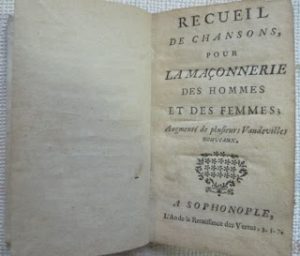 RECUEIL
DE CHANSONS,
POUR
LA MAÇONNERIE
DES HOMMES
ET DES FEMMES;
Augmenté de plusieurs Vaudevilles
nouveaux.
A SOPHONOPLE,
L'An de la Renaissance des Vertus,